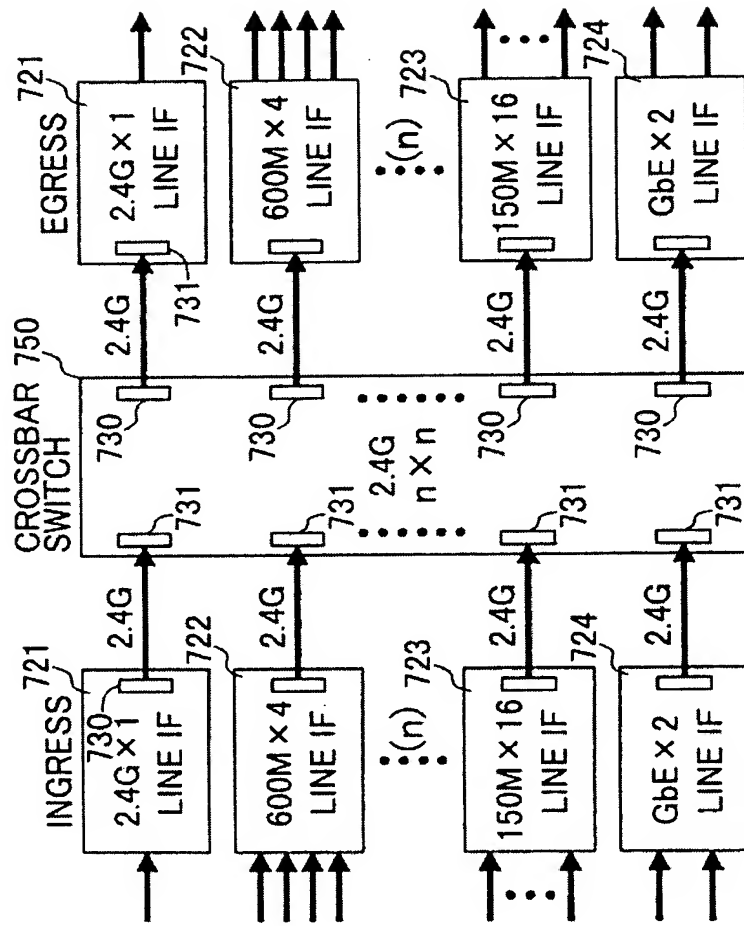 INGRESS
721
730
2.4G × 1
LINE IF
2.4G
722
600M × 4
LINE IF
2.4G
(n)
723
150M × 16
LINE IF
2.4G
724
GbE × 2
LINE IF
2.4G
CROSSBAR
SWITCH
750
731
730
731
730
2.4G
n × n
731
730
731
730
EGRESS
2.4G
721
2.4G × 1
LINE IF
731
2.4G
722
600M × 4
LINE IF
(n)
2.4G
723
150M × 16
LINE IF
2.4G
724
GbE × 2
LINE IF